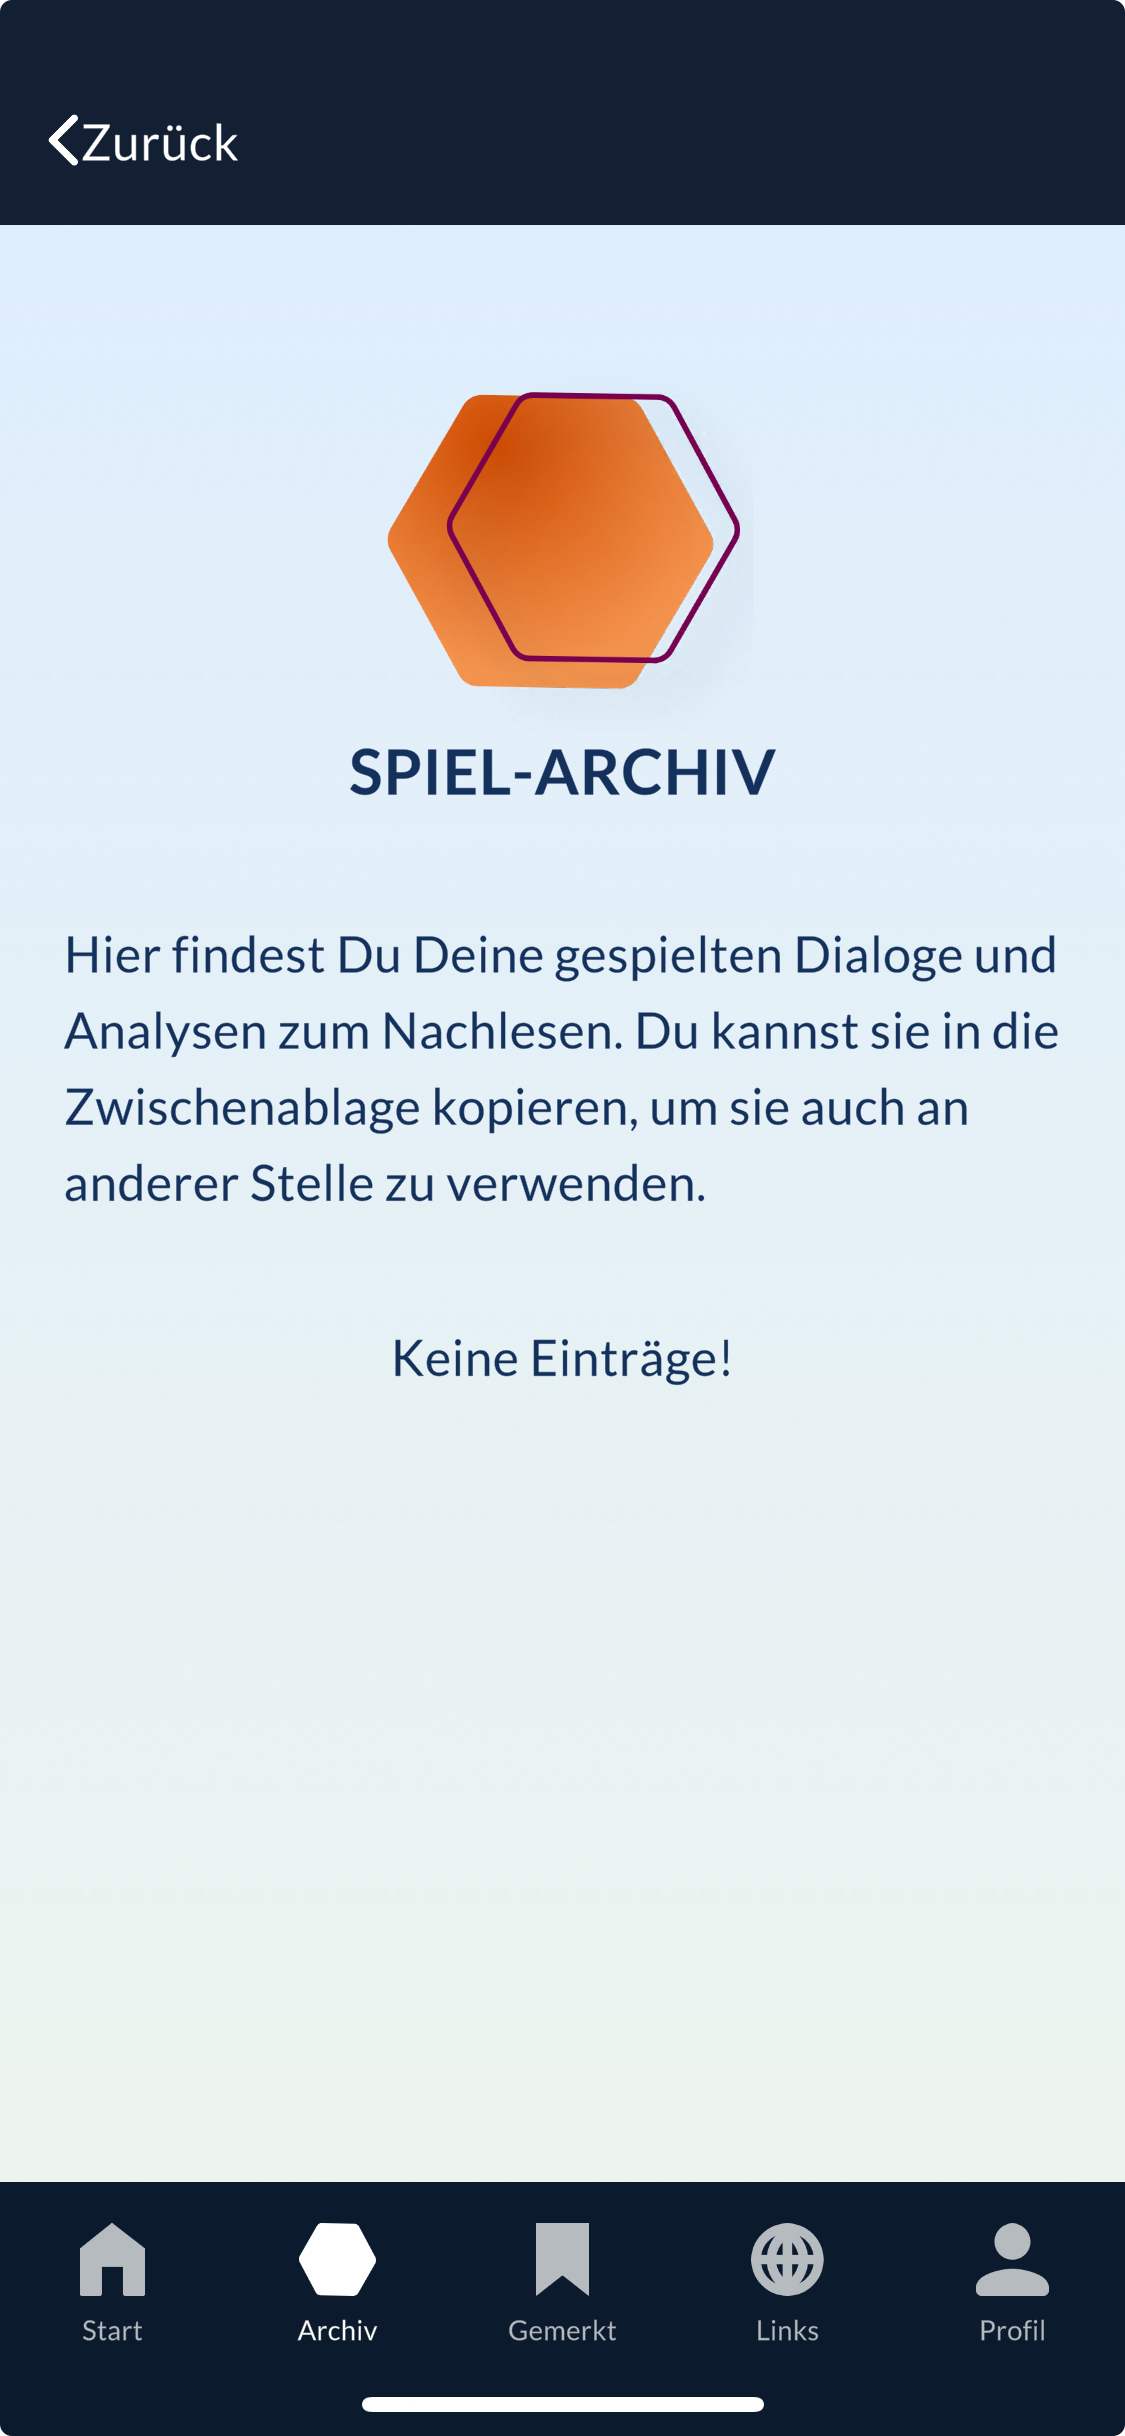 Zurück
SPIEL-ARCHIV
Hier findest Du Deine gespielten Dialoge und
Analysen zum Nachlesen. Du kannst sie in die
Zwischenablage kopieren, um sie auch an
anderer Stelle zu verwenden.
Keine Einträge!
Start
Archiv
Gemerkt
Links
Profil